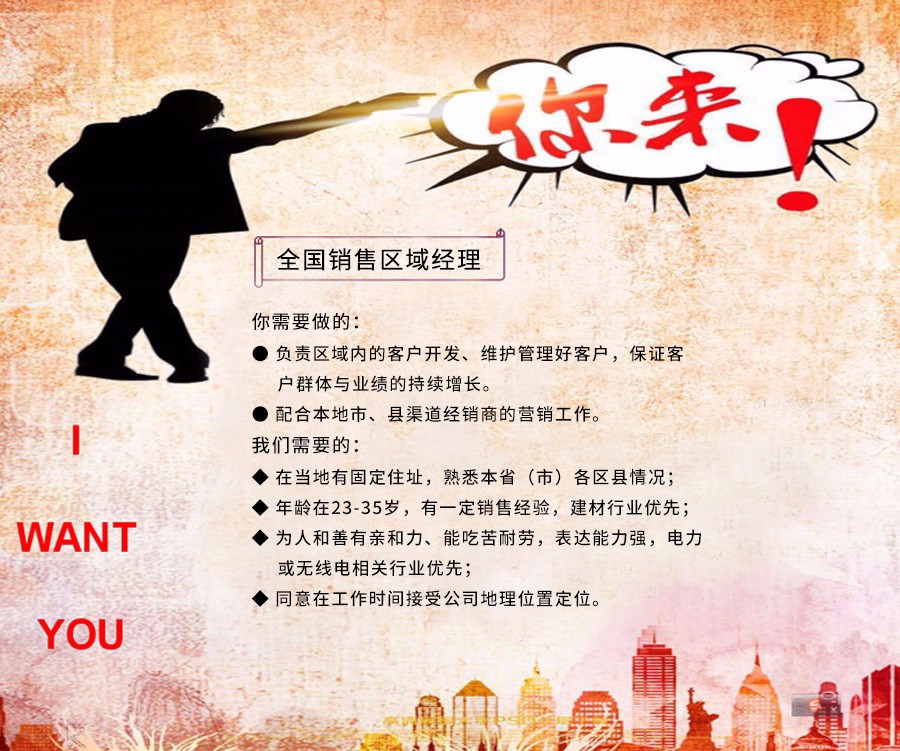 你来!
全国销售区域经理
你需要做的：
● 负责区域内的客户开发、维护管理好客户，保证客
户群体与业绩的持续增长。
● 配合本地市、县渠道经销商的营销工作。
我们需要的：
◆ 在当地有固定住址，熟悉本省（市）各区县情况；
◆ 年龄在23-35岁，有一定销售经验，建材行业优先；
◆ 为人和善有亲和力、能吃苦耐劳，表达能力强，电力
或无线电相关行业优先；
◆ 同意在工作时间接受公司地理位置定位。
I
WANT
YOU